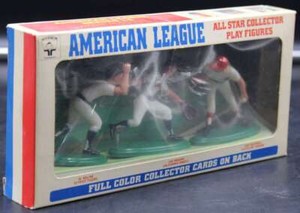 AMERICAN LEAGUE
ALL STAR COLLECTOR
PLAY FIGURES
FULL COLOR COLLECTOR CARDS ON BACK